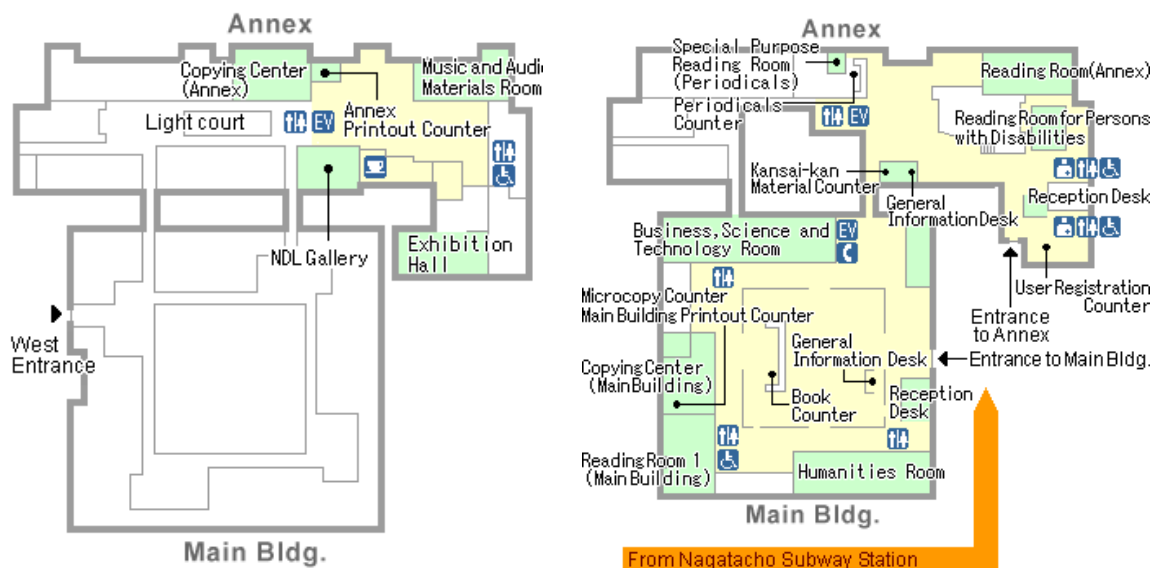 Annex
Copying Center
(Annex)
Music and Audio
Materials Room
Annex
Printout Counter
Light court
EV
NDL Gallery
Exhibition
Hall
West
Entrance
Main Bldg.
Annex
Special Purpose
Reading Room
(Periodicals)
Periodicals
Counter
EV
Reading Room(Annex)
Reading Room for Persons
with Disabilities
Kansai-kan
Material Counter
General
Information Desk
Reception Desk
Business, Science and
Technology Room
EV
User Registration
Counter
Entrance
to Annex
Microcopy Counter
Main Building Printout Counter
General
Information Desk
Entrance to Main Bldg.
Copying Center
(Main Building)
Book
Counter
Reception
Desk
Reading Room 1
(Main Building)
Humanities Room
Main Bldg.
From Nagatacho Subway Station